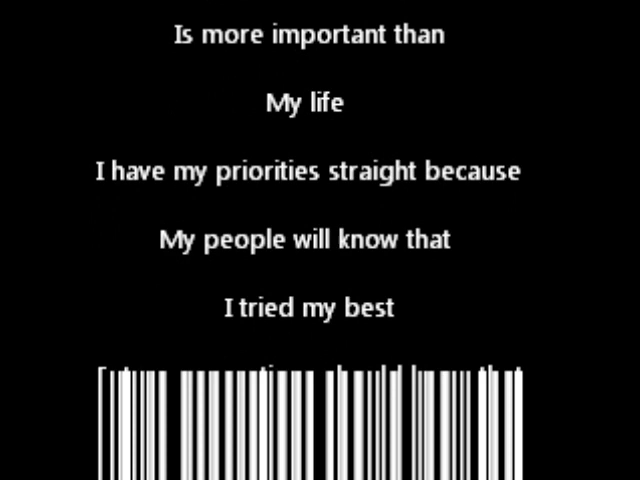 Is more important than
My life
I have my priorities straight because
My people will know that
I tried my best